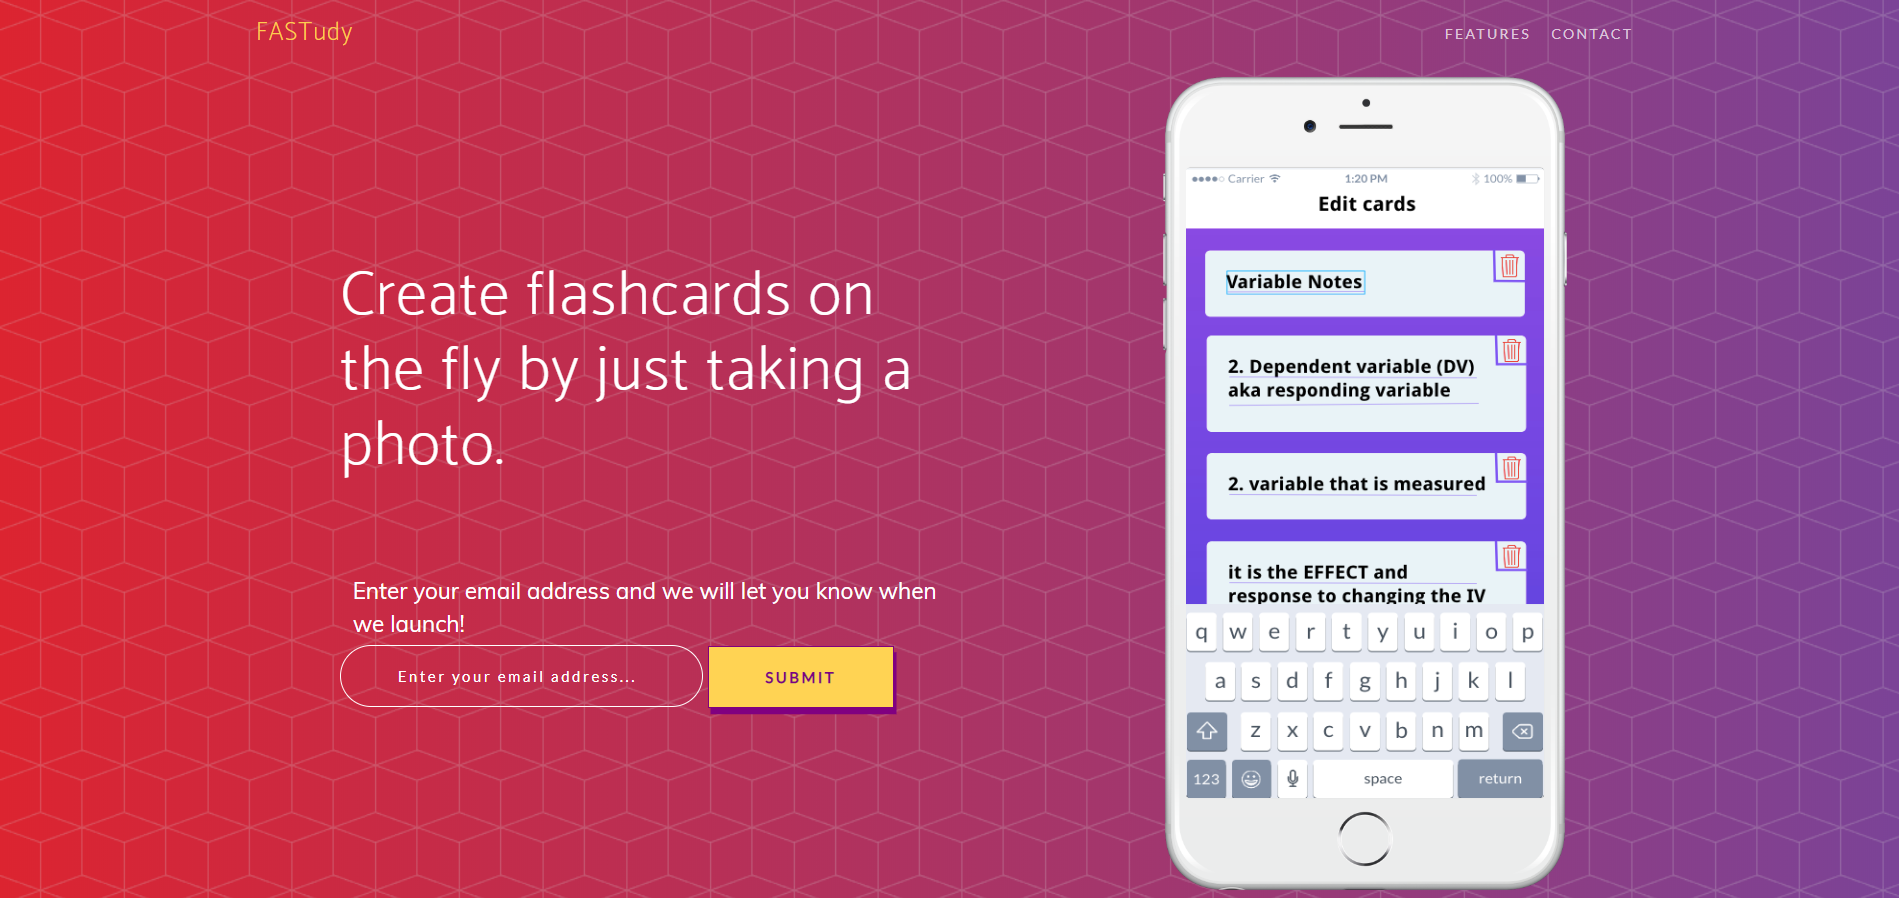 FASTudy
FEATURES CONTACT
Create flashcards on
the fly by just taking a
photo.
Enter your email address and we will let you know when
we launch!
Enter your email address...
SUBMIT
Carrier 1:20 PM 100%
Edit cards
Variable Notes
2. Dependent variable (DV)
aka responding variable
2. variable that is measured
it is the EFFECT and
response to changing the IV
q w e r t y u i o p
a s d f g h j k l
z x c v b n m
123 space return